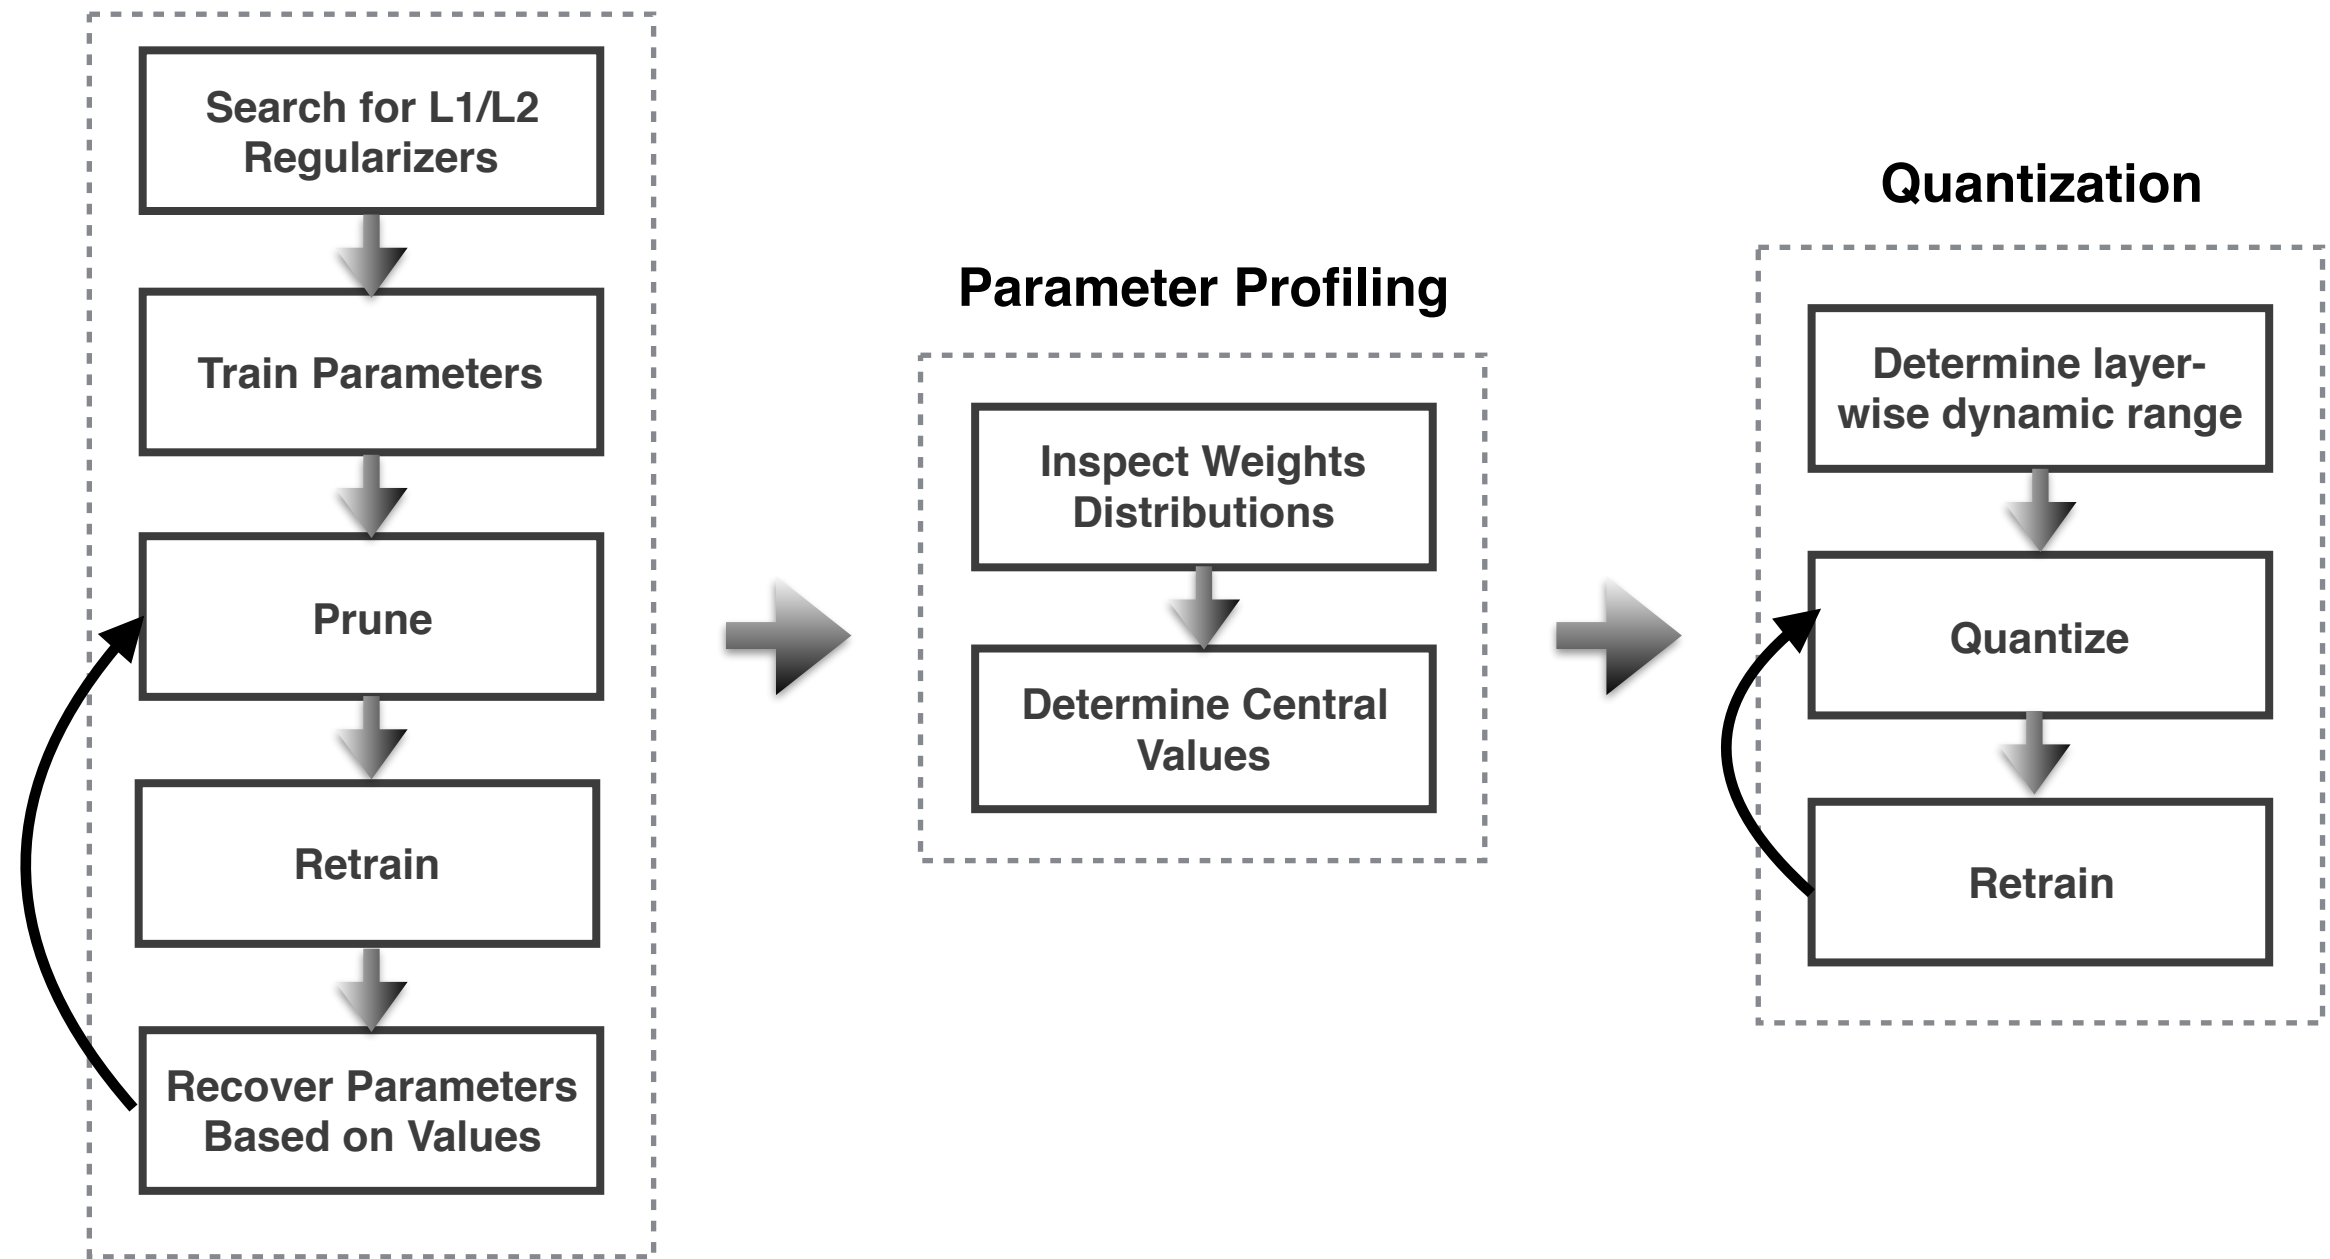 Search for L1/L2
Regularizers
Train Parameters
Prune
Retrain
Recover Parameters
Based on Values
Parameter Profiling
Inspect Weights
Distributions
Determine Central
Values
Quantization
Determine layer-
wise dynamic range
Quantize
Retrain